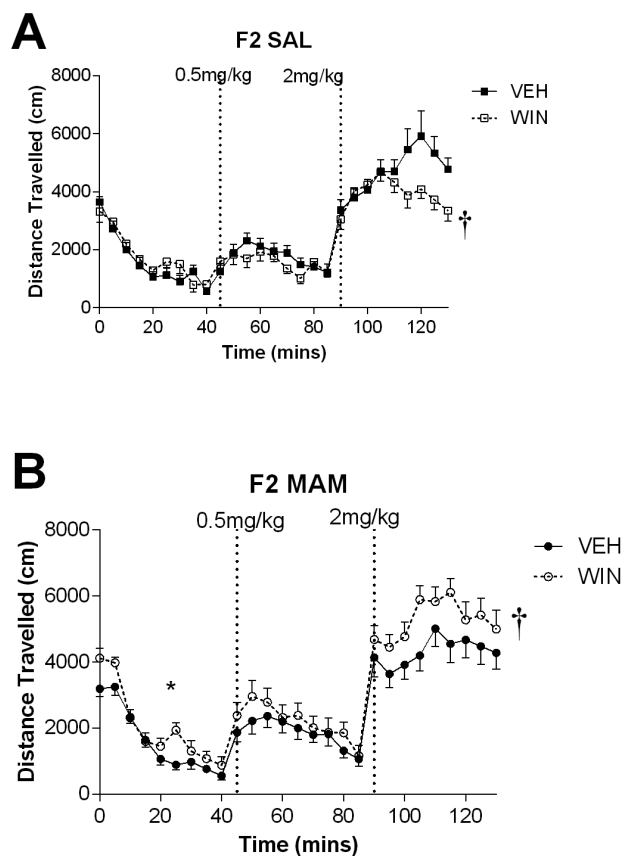 A
F2 SAL
0.5mg/kg 2mg/kg
VEH
WIN
8000
6000
4000
2000
0
Distance Travelled (cm)
†
0 20 40 60 80 100 120
Time (mins)
B
F2 MAM
0.5mg/kg 2mg/kg
VEH
WIN
8000
6000
4000
2000
0
Distance Travelled (cm)
*
†
0 20 40 60 80 100 120
Time (mins)